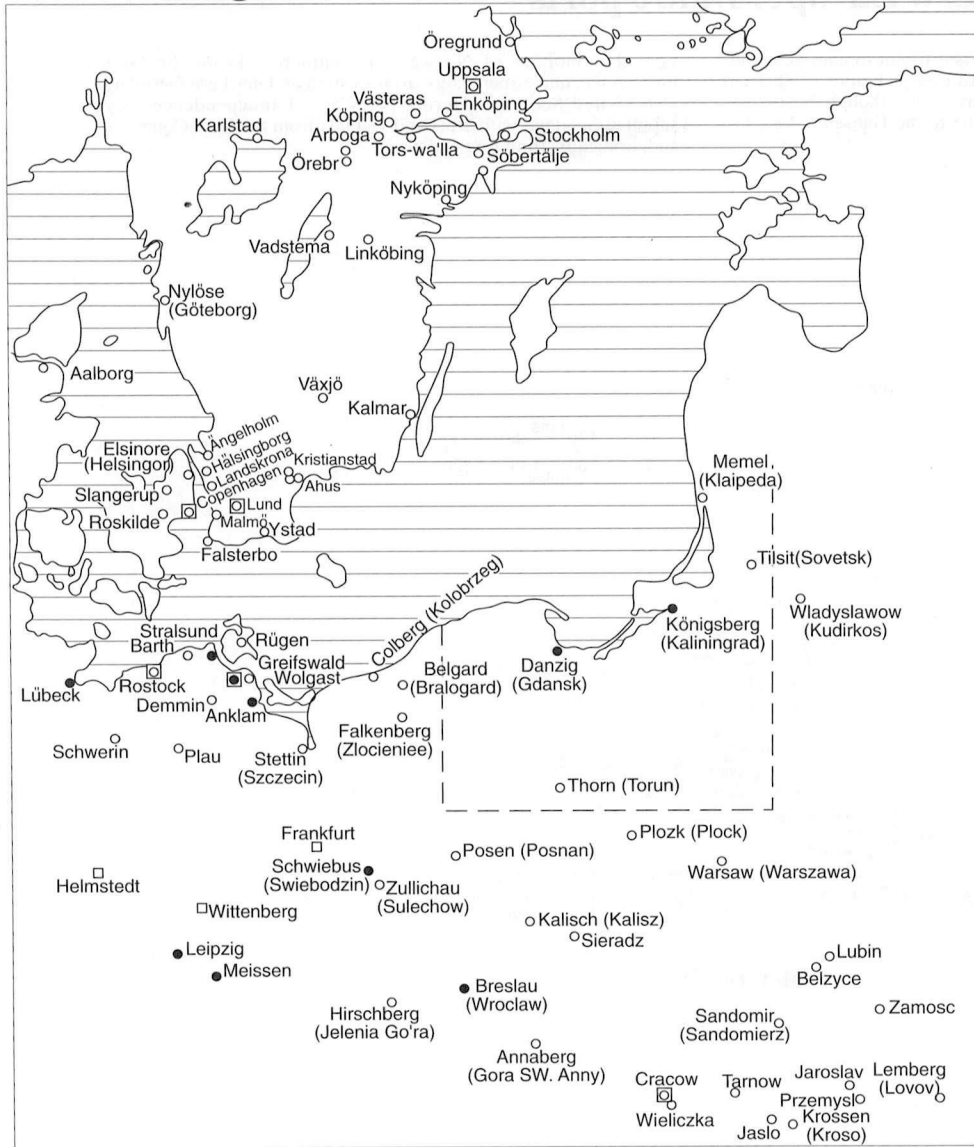 Öregrund
Uppsala
Västeras
Enköping
Köping
Karlstad
Arboga
Tors-wa'lla
Stockholm
Örebr
Söbertälje
Nyköping
Vadstema
Linköbing
Nylöse
(Göteborg)
Aalborg
Växjö
Kalmar
Ängelholm
Elsinore
(Helsingor)
Hälsingborg
Landskrona
Kristianstad
Copenhagen
Ahus
Slangerup
Lund
Roskilde
Malmö
Ystad
Falsterbo
Memel
(Klaipeda)
Tilsit(Sovetsk)
Wladyslawow
(Kudirkos)
Königsberg
(Kaliningrad)
Colberg (Kolobrzeg)
Stralsund
Rügen
Barth
Greifswald
Wolgast
Belgard
(Bralogard)
Danzig
(Gdansk)
Lübeck
Rostock
Demmin
Anklam
Falkenberg
(Zlocieniee)
Schwerin
Plau
Stettin
(Szczecin)
Thorn (Torun)
Frankfurt
Plozk (Plock)
Posen (Posnan)
Schwiebus
(Swiebodzin)
Warsaw (Warszawa)
Helmstedt
Zullichau
(Sulechow)
Wittenberg
Kalisch (Kalisz)
Sieradz
Leipzig
Lubin
Meissen
Belzyce
Breslau
(Wroclaw)
Hirschberg
(Jelenia Go'ra)
Zamosc
Sandomir
(Sandomierz)
Annaberg
(Gora SW. Anny)
Cracow
Tarnow
Jaroslav
Lemberg
(Lovov)
Przemysl
Wieliczka
Jaslo
Krossen
(Kroso)